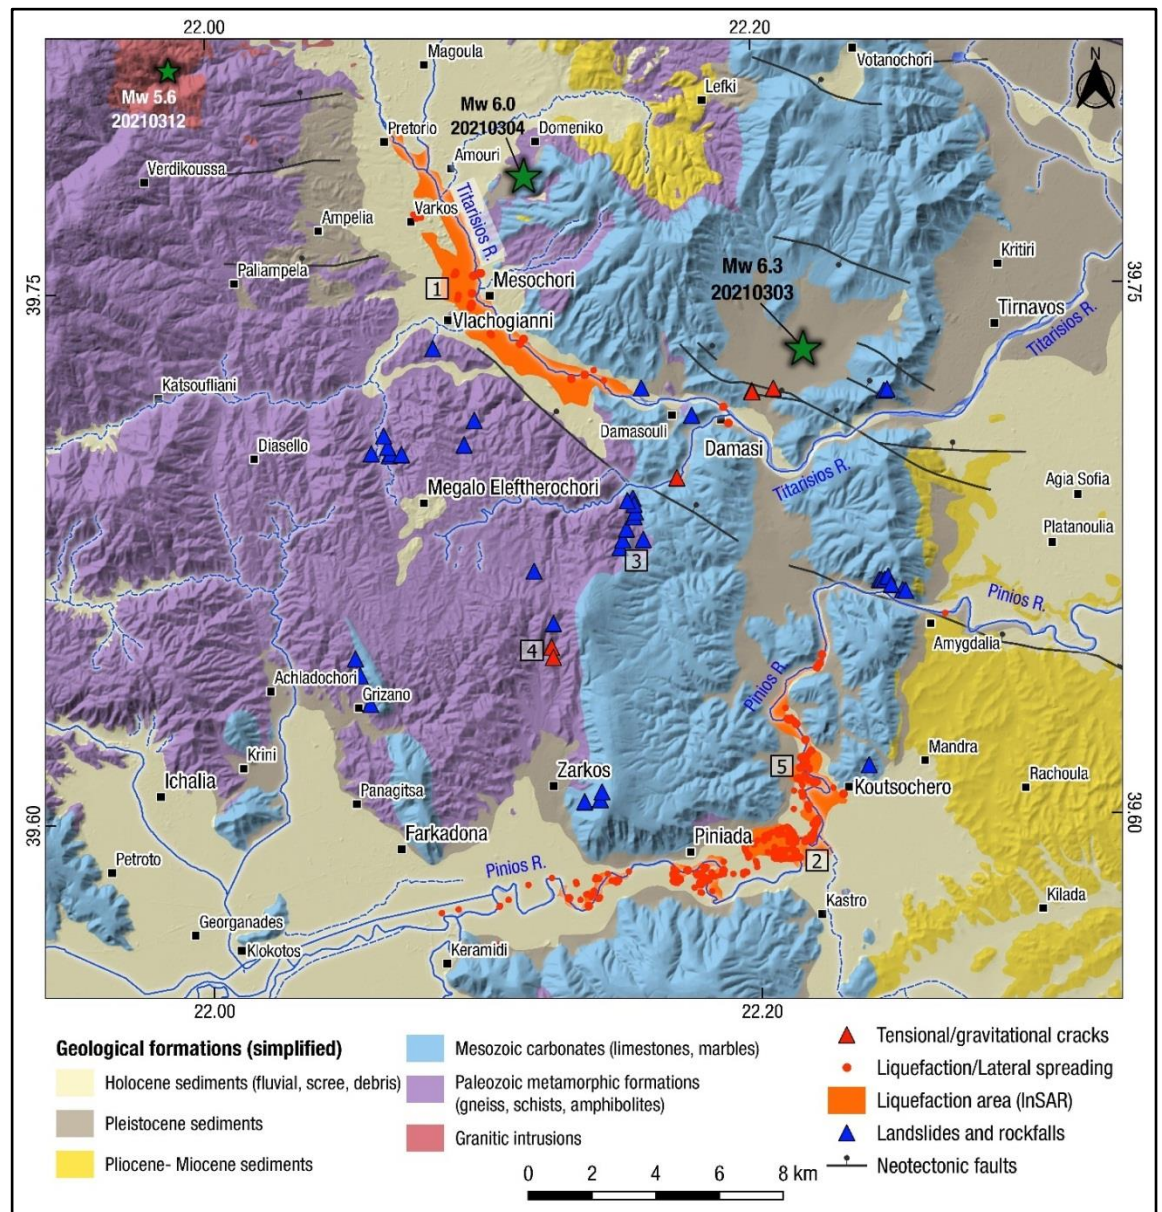 22.00
22.20
Magoula
Votanochori
N
Mw 5.6
20210312
Mw 6.0
20210304
Lefki
Pretorio
Domeniko
Amouri
Verdikoussa
Titarisios R.
Varkos
Ampelia
Kritiri
Paliampela
Mw 6.3
20210303
39.75
39.75
1
Mesochori
Tirnavos
Vlachogianni
Titarisios R.
Katsoufliani
Damasouli
Damasi
Diasello
Titarisios R.
Agia Sofia
Megalo Eleftherochori
Platanoulia
3
Pinios R.
Amygdalia
4
Achladochori
Grizano
Pinios R.
Krini
Zarkos
5
Mandra
Ichalia
Panagitsa
Koutsochero
Rachoula
39.60
39.60
Farkadona
Piniada
2
Petroto
Pinios R.
Kastro
Kilada
Georganades
Klokotos
Keramidi
22.00
22.20
Geological formations (simplified)
Holocene sediments (fluvial, scree, debris)
Pleistocene sediments
Pliocene- Miocene sediments
Mesozoic carbonates (limestones, marbles)
Paleozoic metamorphic formations
(gneiss, schists, amphibolites)
Granitic intrusions
Tensional/gravitational cracks
Liquefaction/Lateral spreading
Liquefaction area (InSAR)
Landslides and rockfalls
Neotectonic faults
0 2 4 6 8 km